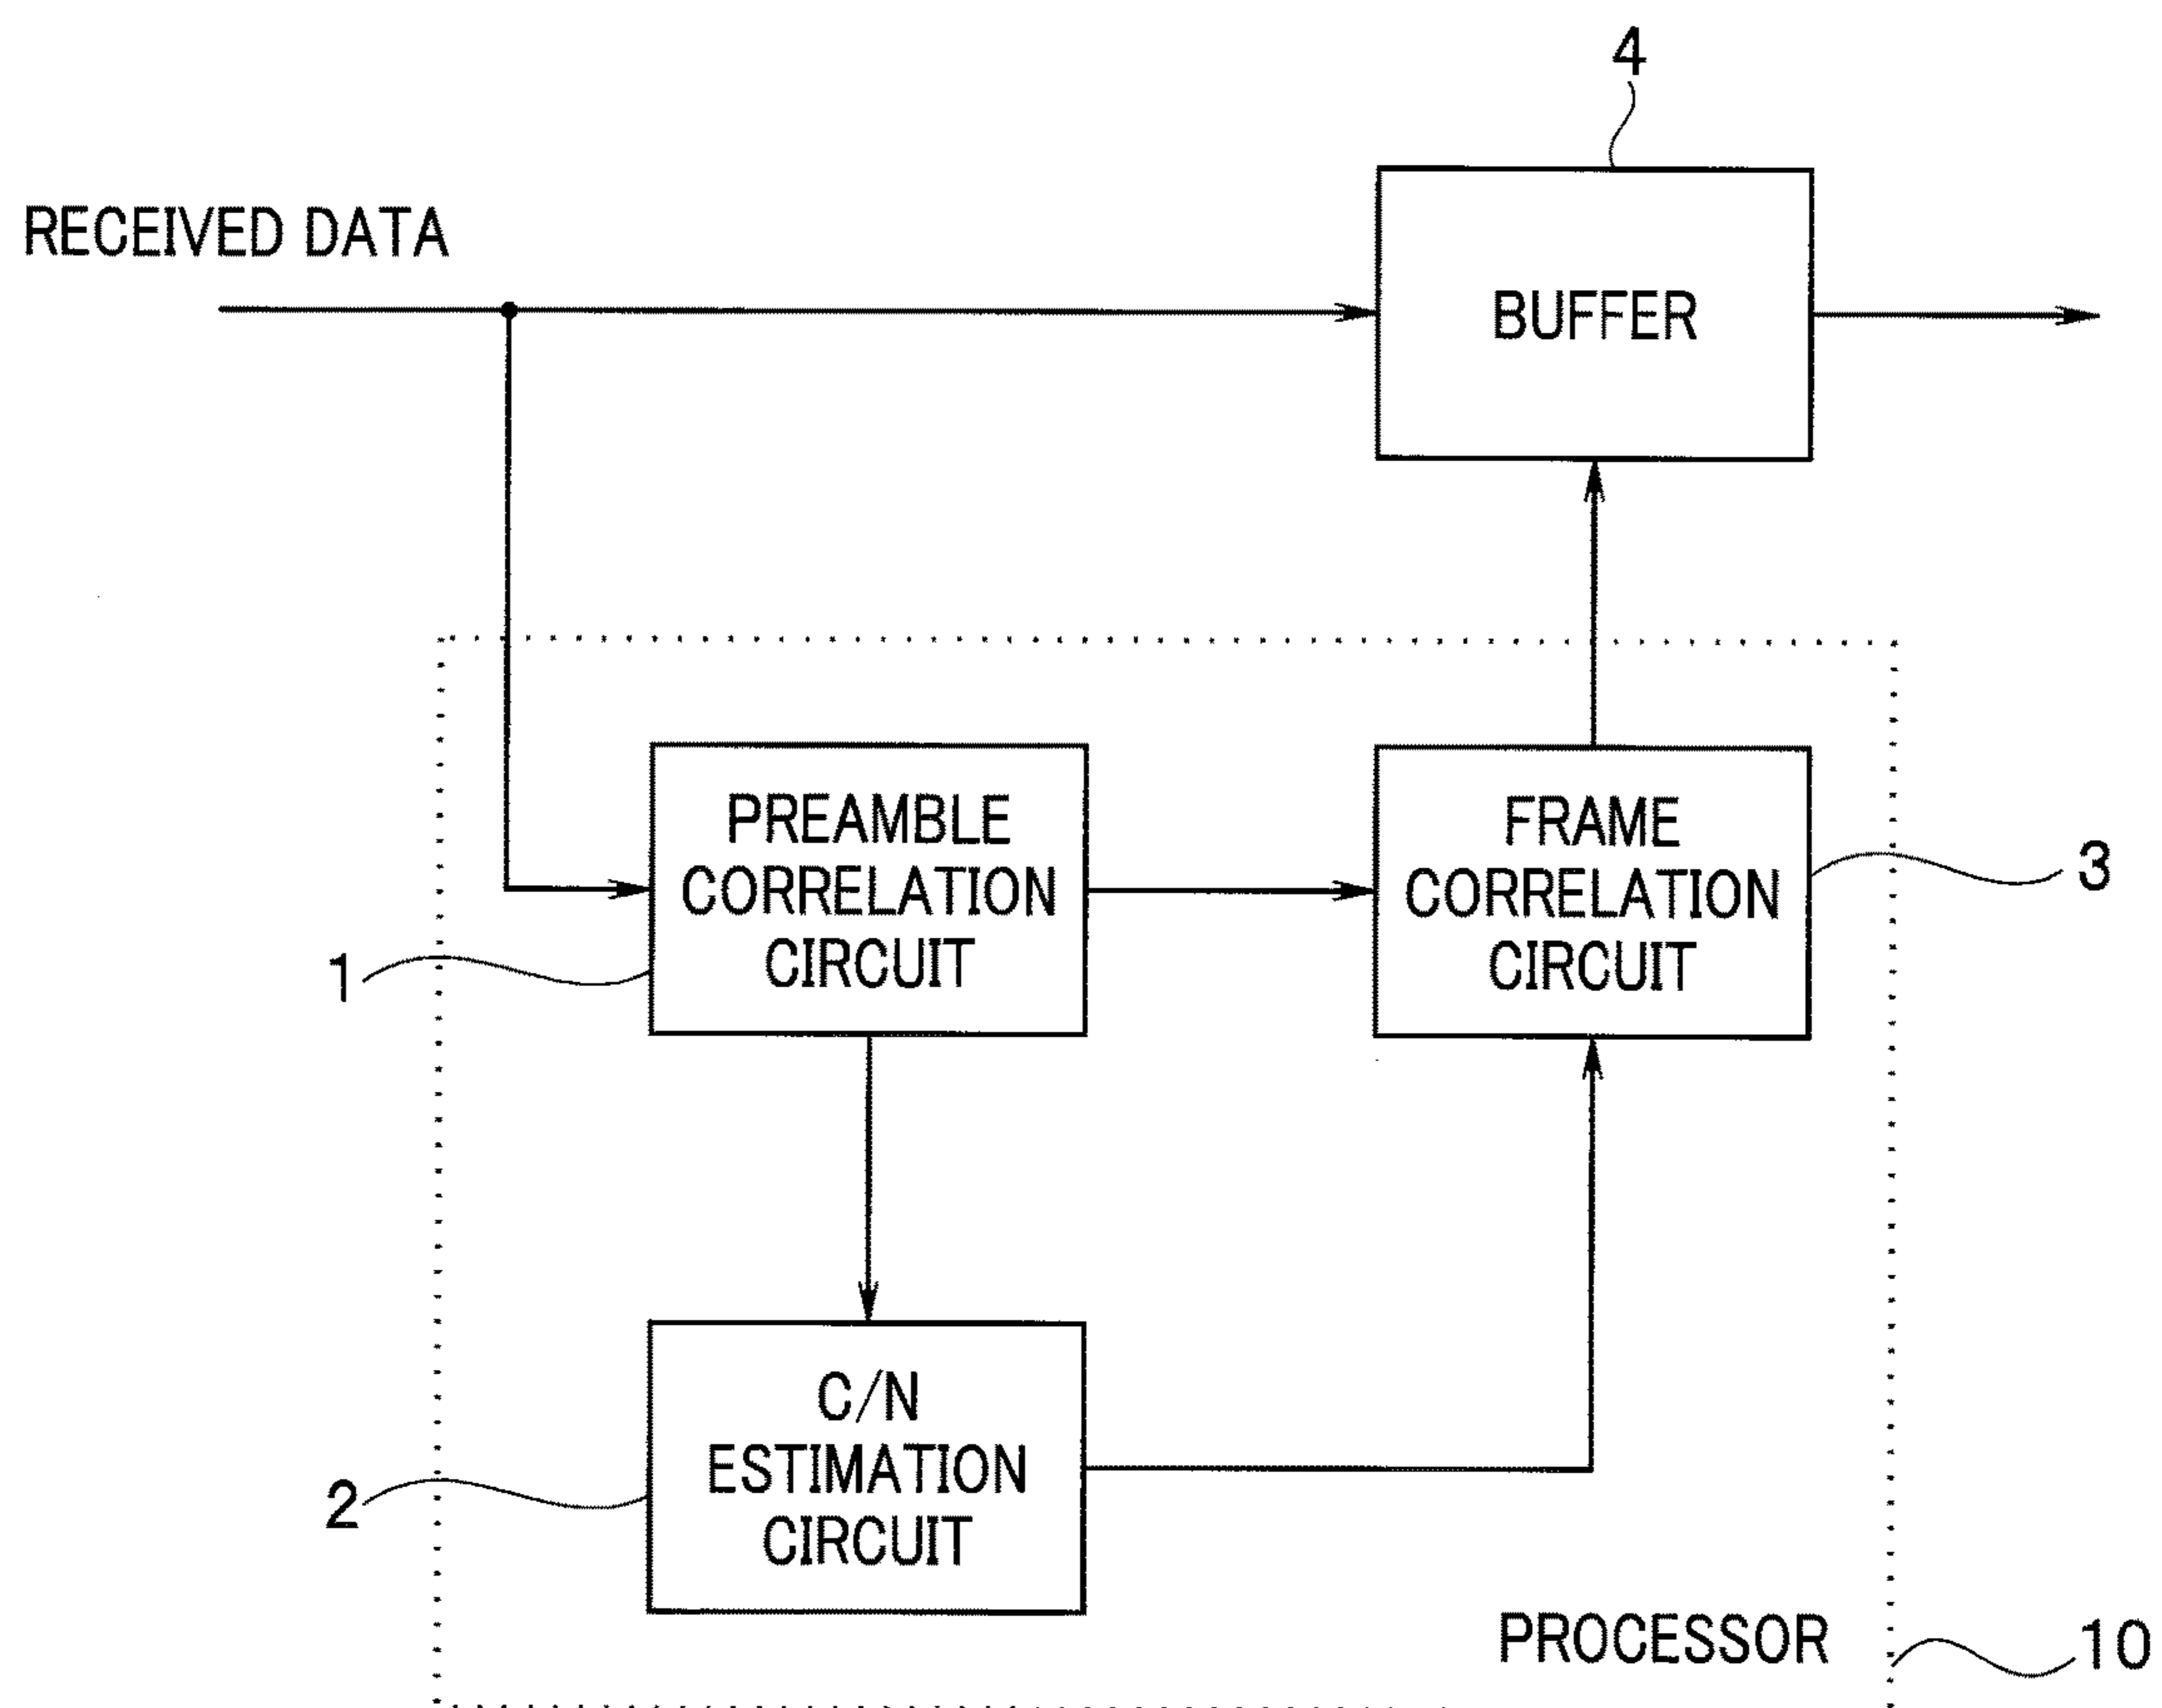 4
RECEIVED DATA
BUFFER
PREAMBLE
CORRELATION
CIRCUIT
FRAME
CORRELATION
CIRCUIT
3
1
C/N
ESTIMATION
CIRCUIT
2
PROCESSOR
10